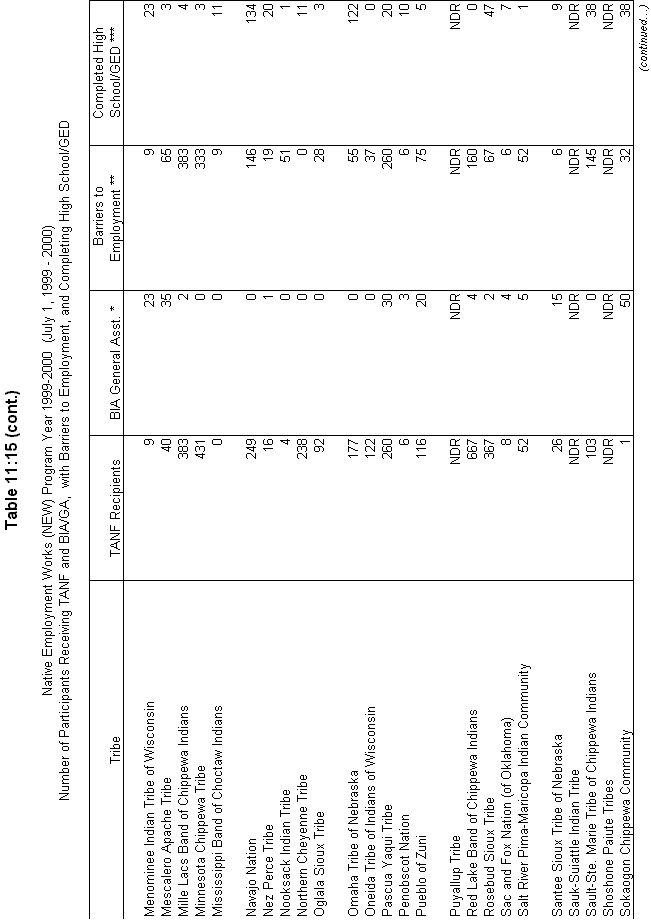 Table 11:15 (cont.)
Native Employment Works (NEW) Program Year 1999-2000 (July 1, 1999 - 2000)
Number of Participants Receiving TANF and BIA/GA, with Barriers to Employment, and Completing High School/GED
Tribe TANF Recipients BIA General Asst. * Barriers to Employment ** Completed High School/GED ***
Menominee Indian Tribe of Wisconsin 9 23 9 23
Mescalero Apache Tribe 40 35 65 3
Mille Lacs Band of Chippewa Indians 383 2 383 4
Minnesota Chippewa Tribe 431 0 333 3
Mississippi Band of Choctaw Indians 0 0 9 11
Navajo Nation 249 0 146 134
Nez Perce Tribe 16 1 19 20
Nooksack Indian Tribe 4 0 51 1
Northern Cheyenne Tribe 238 0 0 11
Oglala Sioux Tribe 92 0 28 3
Omaha Tribe of Nebraska 177 0 55 122
Oneida Tribe of Indians of Wisconsin 122 0 37 0
Pascua Yaqui Tribe 260 30 260 20
Penobscot Nation 6 3 6 10
Pueblo of Zuni 116 20 75 5
Puyallup Tribe NDR NDR NDR NDR
Red Lake Band of Chippewa Indians 667 4 160 0
Rosebud Sioux Tribe 367 2 67 47
Sac and Fox Nation (of Oklahoma) 8 4 6 7
Salt River Pima-Maricopa Indian Community 52 5 52 1
Santee Sioux Tribe of Nebraska 26 15 6 9
Sauk-Suiattle Indian Tribe NDR NDR NDR NDR
Sault-Ste. Marie Tribe of Chippewa Indians 103 0 145 38
Shoshone Paiute Tribes NDR NDR NDR NDR
Sokaogon Chippewa Community 1 50 32 38
(continued...)